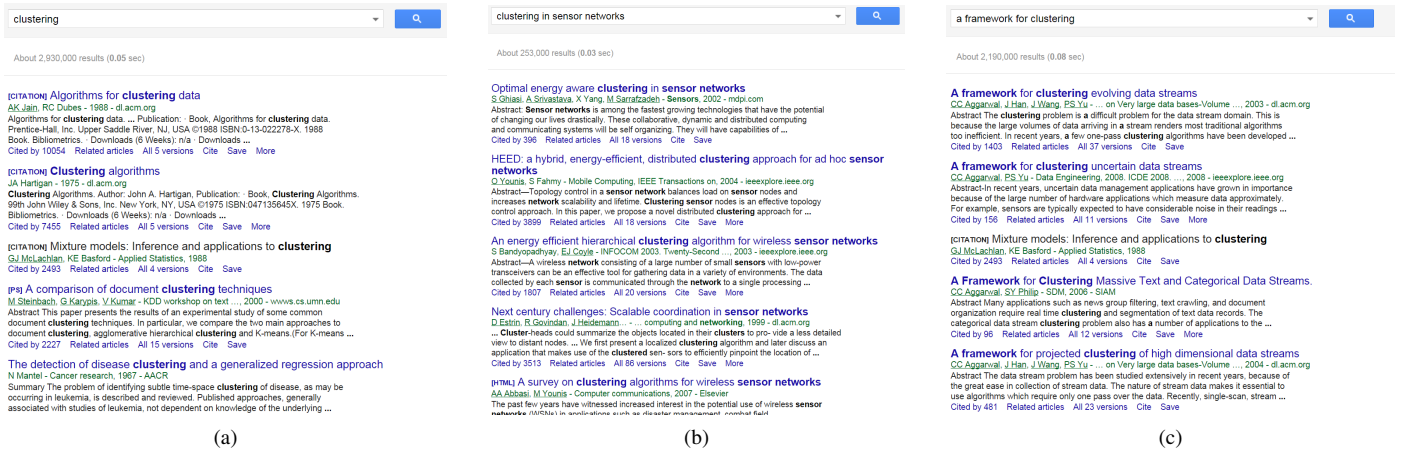 clustering
About 2,930,000 results (0.05 sec)
[CITATION] Algorithms for clustering data
AK Jain, RC Dubes - 1988 - dl.acm.org
Algorithms for clustering data. ... Publication: · Book, Algorithms for clustering data.
Prentice-Hall, Inc. Upper Saddle River, NJ, USA ©1988 ISBN:0-13-022278-X. 1988
Book. Bibliometrics. · Downloads (6 Weeks): n/a · Downloads ...
Cited by 10054 Related articles All 5 versions Cite Save More
[CITATION] Clustering algorithms
JA Hartigan - 1975 - dl.acm.org
Clustering Algorithms. Author: John A. Hartigan, Publication: · Book, Clustering Algorithms.
99th John Wiley & Sons, Inc. New York, NY, USA ©1975 ISBN:047135645X. 1975 Book.
Bibliometrics. · Downloads (6 Weeks): n/a · Downloads ...
Cited by 7455 Related articles All 5 versions Cite Save More
[CITATION] Mixture models: Inference and applications to clustering
GJ McLachlan, KE Basford - Applied Statistics, 1988
Cited by 2493 Related articles All 4 versions Cite Save
[PS] A comparison of document clustering techniques
M Steinbach, G Karypis, V Kumar - KDD workshop on text ..., 2000 - wwws.cs.umn.edu
Abstract This paper presents the results of an experimental study of some common
document clustering techniques. In particular, we compare the two main approaches to
document clustering, agglomerative hierarchical clustering and K-means.(For K-means ...
Cited by 2227 Related articles All 15 versions Cite Save More
The detection of disease clustering and a generalized regression approach
N Mantel - Cancer research, 1967 - AACR
Summary The problem of identifying subtle time-space clustering of disease, as may be
occurring in leukemia, is described and reviewed. Published approaches, generally
associated with studies of leukemia, not dependent on knowledge of the underlying ...
(a)
clustering in sensor networks
About 253,000 results (0.03 sec)
Optimal energy aware clustering in sensor networks
S Ghiasi, A Srivastava, X Yang, M Sarrafzadeh - Sensors, 2002 - mdpi.com
Abstract: Sensor networks is among the fastest growing technologies that have the potential
of changing our lives drastically. These collaborative, dynamic and distributed computing
and communicating systems will be self organizing. They will have capabilities of ...
Cited by 396 Related articles All 18 versions Cite Save
HEED: a hybrid, energy-efficient, distributed clustering approach for ad hoc sensor
networks
O Younis, S Fahmy - Mobile Computing, IEEE Transactions on, 2004 - ieeexplore.ieee.org
Abstract—Topology control in a sensor network balances load on sensor nodes and
increases network scalability and lifetime. Clustering sensor nodes is an effective topology
control approach. In this paper, we propose a novel distributed clustering approach for ...
Cited by 3899 Related articles All 18 versions Cite Save More
An energy efficient hierarchical clustering algorithm for wireless sensor networks
S Bandyopadhyay, EJ Coyle - INFOCOM 2003. Twenty-Second ..., 2003 - ieeexplore.ieee.org
Abstract—A wireless network consisting of a large number of small sensors with low-power
transceivers can be an effective tool for gathering data in a variety of environments. The data
collected by each sensor is communicated through the network to a single processing ...
Cited by 1807 Related articles All 20 versions Cite Save More
Next century challenges: Scalable coordination in sensor networks
D Estrin, R Govindan, J Heidemann... - ... computing and networking, 1999 - dl.acm.org
... Cluster-heads could summarize the objects located in their clusters to pro- vide a less detailed
view to distant nodes. ... We first present a localized clustering algorithm and later discuss an
application that makes use of the clustered sen- sors to efficiently pinpoint the location of ...
Cited by 3513 Related articles All 86 versions Cite Save More
[HTML] A survey on clustering algorithms for wireless sensor networks
AA Abbasi, M Younis - Computer communications, 2007 - Elsevier
The past few years have witnessed increased interest in the potential use of wireless sensor
networks (WSNs) in applications such as disaster management, combat field
(b)
a framework for clustering
About 2,190,000 results (0.08 sec)
A framework for clustering evolving data streams
CC Aggarwal, J Han, J Wang, PS Yu - ... on Very large data bases-Volume ..., 2003 - dl.acm.org
Abstract The clustering problem is a difficult problem for the data stream domain. This is
because the large volumes of data arriving in a stream renders most traditional algorithms
too inefficient. In recent years, a few one-pass clustering algorithms have been developed ...
Cited by 1403 Related articles All 37 versions Cite Save
A framework for clustering uncertain data streams
CC Aggarwal, PS Yu - Data Engineering, 2008. ICDE 2008. ..., 2008 - ieeexplore.ieee.org
Abstract-In recent years, uncertain data management applications have grown in importance
because of the large number of hardware applications which measure data approximately.
For example, sensors are typically expected to have considerable noise in their readings ...
Cited by 156 Related articles All 11 versions Cite Save
[CITATION] Mixture models: Inference and applications to clustering
GJ McLachlan, KE Basford - Applied Statistics, 1988
Cited by 2493 Related articles All 4 versions Cite Save
A Framework for Clustering Massive Text and Categorical Data Streams.
CC Aggarwal, SY Philip - SDM, 2006 - SIAM
Abstract Many applications such as news group filtering, text crawling, and document
organization require real time clustering and segmentation of text data records. The
categorical data stream clustering problem also has a number of applications to the ...
Cited by 96 Related articles All 12 versions Cite Save
A framework for projected clustering of high dimensional data streams
CC Aggarwal, J Han, J Wang, PS Yu - ... on Very large data bases-Volume ..., 2004 - dl.acm.org
Abstract The data stream problem has been studied extensively in recent years, because of
the great ease in collection of stream data. The nature of stream data makes it essential to
use algorithms which require only one pass over the data. Recently, single-scan, stream ...
Cited by 481 Related articles All 23 versions Cite Save
(c)